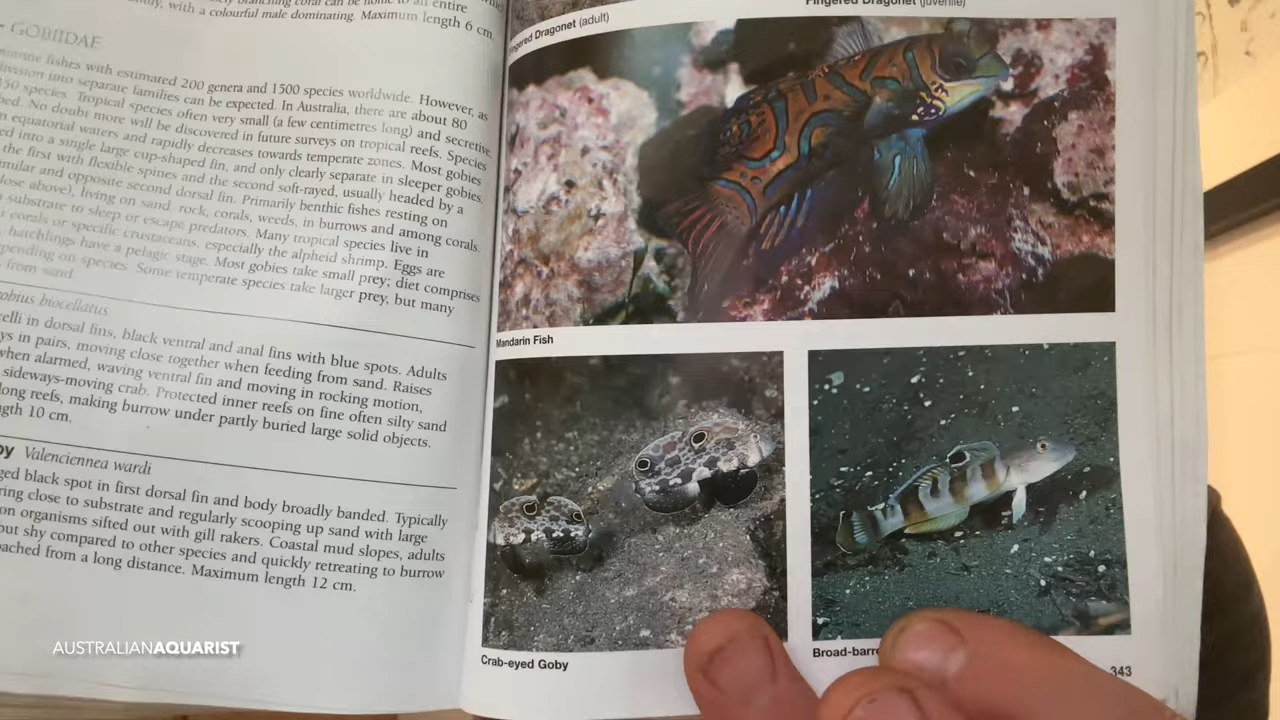 with a colourful male dominating. Maximum length 6 cm.
- GOBIIDAE
marine fishes with estimated 200 genera and 1500 species worldwide. However, as
division into separate families can be expected. In Australia, there are about 80
350 species. Tropical species often very small (a few centimetres long) and secretive.
No doubt more will be discovered in future surveys on tropical reefs. Species
equatorial waters and rapidly decreases towards temperate zones. Most gobies
into a single large cup-shaped fin, and only clearly separate in sleeper gobies.
the first with flexible spines and the second soft-rayed, usually headed by a
and opposite second dorsal fin. Primarily benthic fishes resting on
above), living on sand, rock, corals, weeds, in burrows and among corals.
substrate to sleep or escape predators. Many tropical species live in
corals or specific crustaceans, especially the alpheid shrimp. Eggs are
hatchlings have a pelagic stage. Most gobies take small prey; diet comprises
depending on species. Some temperate species take larger prey, but many
from sand
biocellatus
in dorsal fins, black ventral and anal fins with blue spots. Adults
in pairs, moving close together when feeding from sand. Raises
when alarmed, waving ventral fin and moving in rocking motion,
sideways-moving crab. Protected inner reefs on fine often silty sand
long reefs, making burrow under partly buried large solid objects.
10 cm.
Valenciennea wardi
black spot in first dorsal fin and body broadly banded. Typically
close to substrate and regularly scooping up sand with large
on organisms sifted out with gill rakers. Coastal mud slopes, adults
but shy compared to other species and quickly retreating to burrow
from a long distance. Maximum length 12 cm.
AUSTRALIANAQUARIST
Fingered Dragonet (adult)
Fingered Dragonet (juvenile)
Mandarin Fish
Crab-eyed Goby
Broad-barre
343